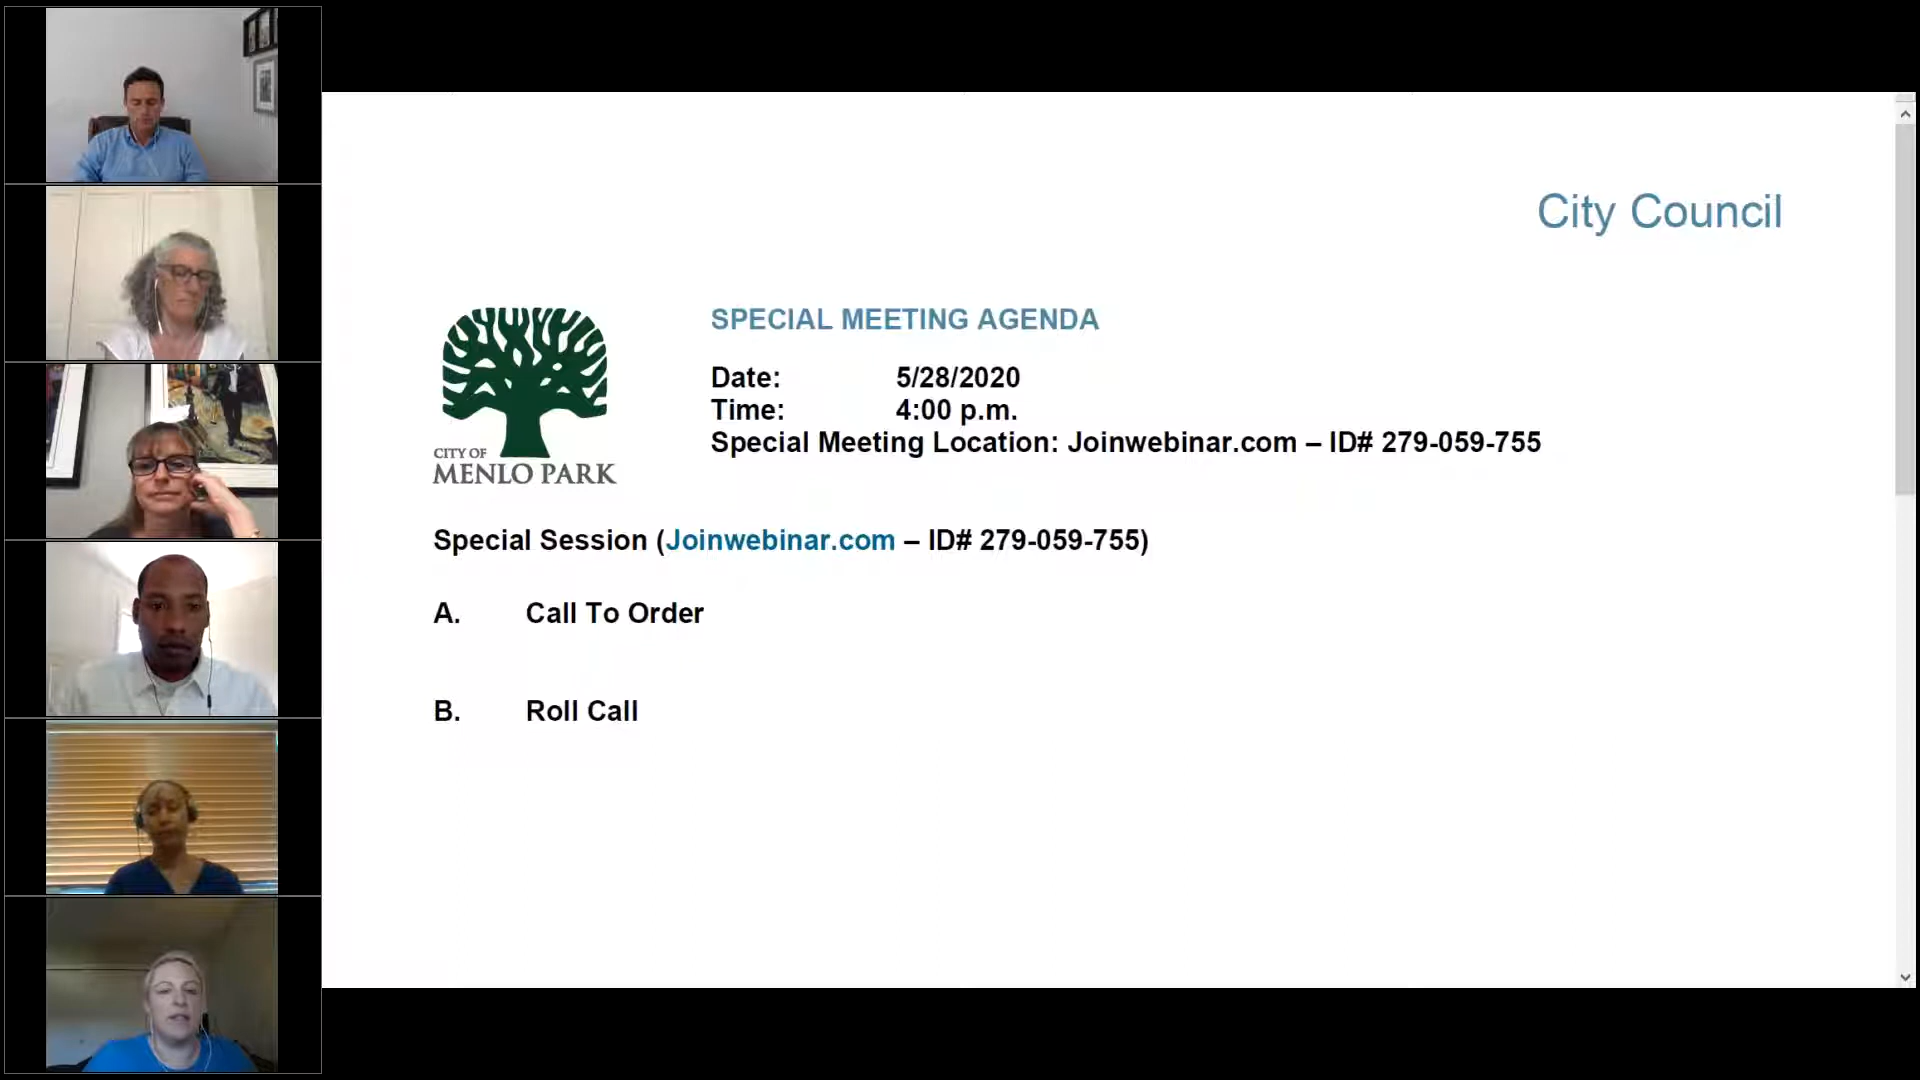 City Council
CITY OF
MENLO PARK
SPECIAL MEETING AGENDA
Date: 5/28/2020
Time: 4:00 p.m.
Special Meeting Location: Joinwebinar.com – ID# 279-059-755
Special Session (Joinwebinar.com – ID# 279-059-755)
A. Call To Order
B. Roll Call